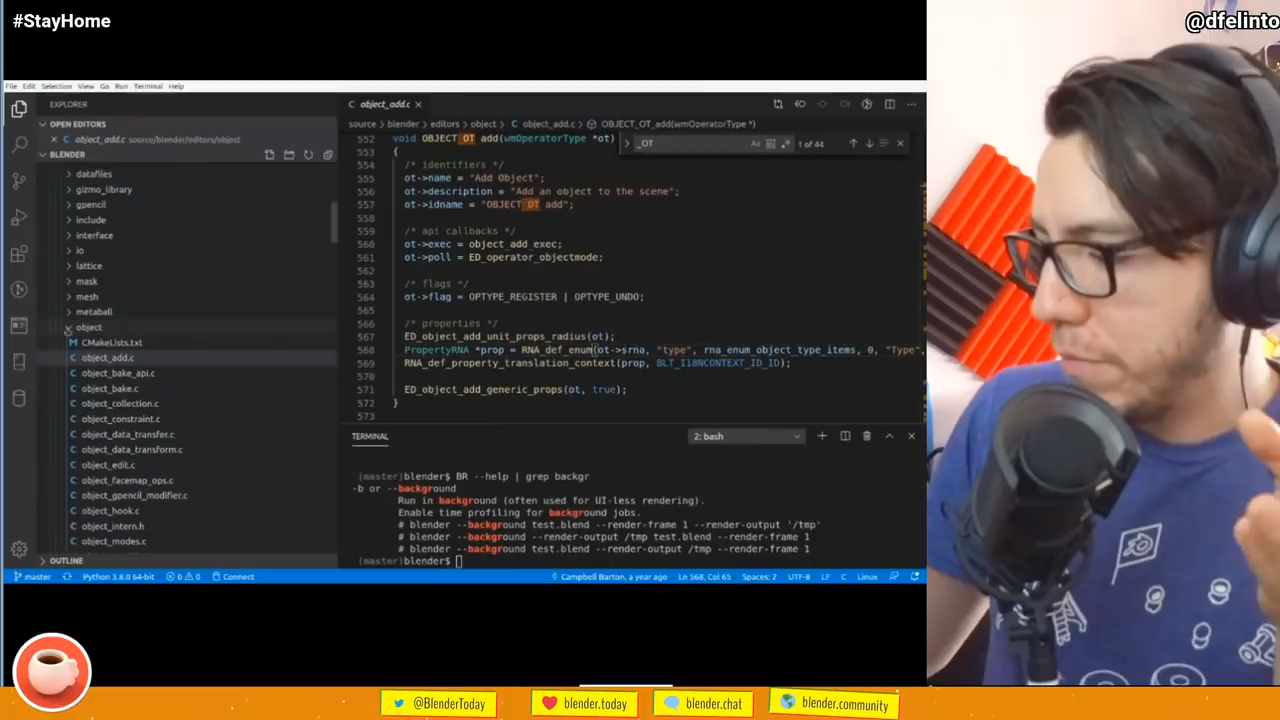 #StayHome
@dfelinto
File Edit Selection View Go Run Terminal Help
EXPLORER
OPEN EDITORS
object_add.c source/blender/editors/object
BLENDER
datafiles
gizmo_library
gpencil
include
interface
io
lattice
mask
mesh
metaball
object
CMakeLists.txt
object_add.c
object_bake_api.c
object_bake.c
object_collection.c
object_constraint.c
object_data_transfer.c
object_data_transform.c
object_edit.c
object_facemap_ops.c
object_gpencil_modifier.c
object_hook.c
object_intern.h
object_modes.c
OUTLINE
object_add.c
source > blender > editors > object > object_add.c > OBJECT_OT_add(wmOperatorType *)
_OT
1 of 44
552 void OBJECT_OT_add(wmOperatorType *ot)
553 {
554 /* identifiers */
555 ot->name = "Add Object";
556 ot->description = "Add an object to the scene";
557 ot->idname = "OBJECT_OT_add";
558
559 /* api callbacks */
560 ot->exec = object_add_exec;
561 ot->poll = ED_operator_objectmode;
562
563 /* flags */
564 ot->flag = OPTYPE_REGISTER | OPTYPE_UNDO;
565
566 /* properties */
567 ED_object_add_unit_props_radius(ot);
568 PropertyRNA *prop = RNA_def_enum(ot->srna, "type", rna_enum_object_type_items, 0, "Type",
569 RNA_def_property_translation_context(prop, BLT_I18NCONTEXT_ID_ID);
570
571 ED_object_add_generic_props(ot, true);
572 }
573
TERMINAL
2: bash
(master)blender$ BR --help | grep backgr
-b or --background
Run in background (often used for UI-less rendering).
Enable time profiling for background jobs.
# blender --background test.blend --render-frame 1 --render-output '/tmp'
# blender --background --render-output /tmp test.blend --render-frame 1
# blender --background test.blend --render-output /tmp --render-frame 1
(master)blender$
master Python 3.8.0 64-bit 0 0 Connect Campbell Barton, a year ago Ln 568, Col 65 Spaces: 2 UTF-8 LF C Linux
@BlenderToday
blender.today
blender.chat
blender.community